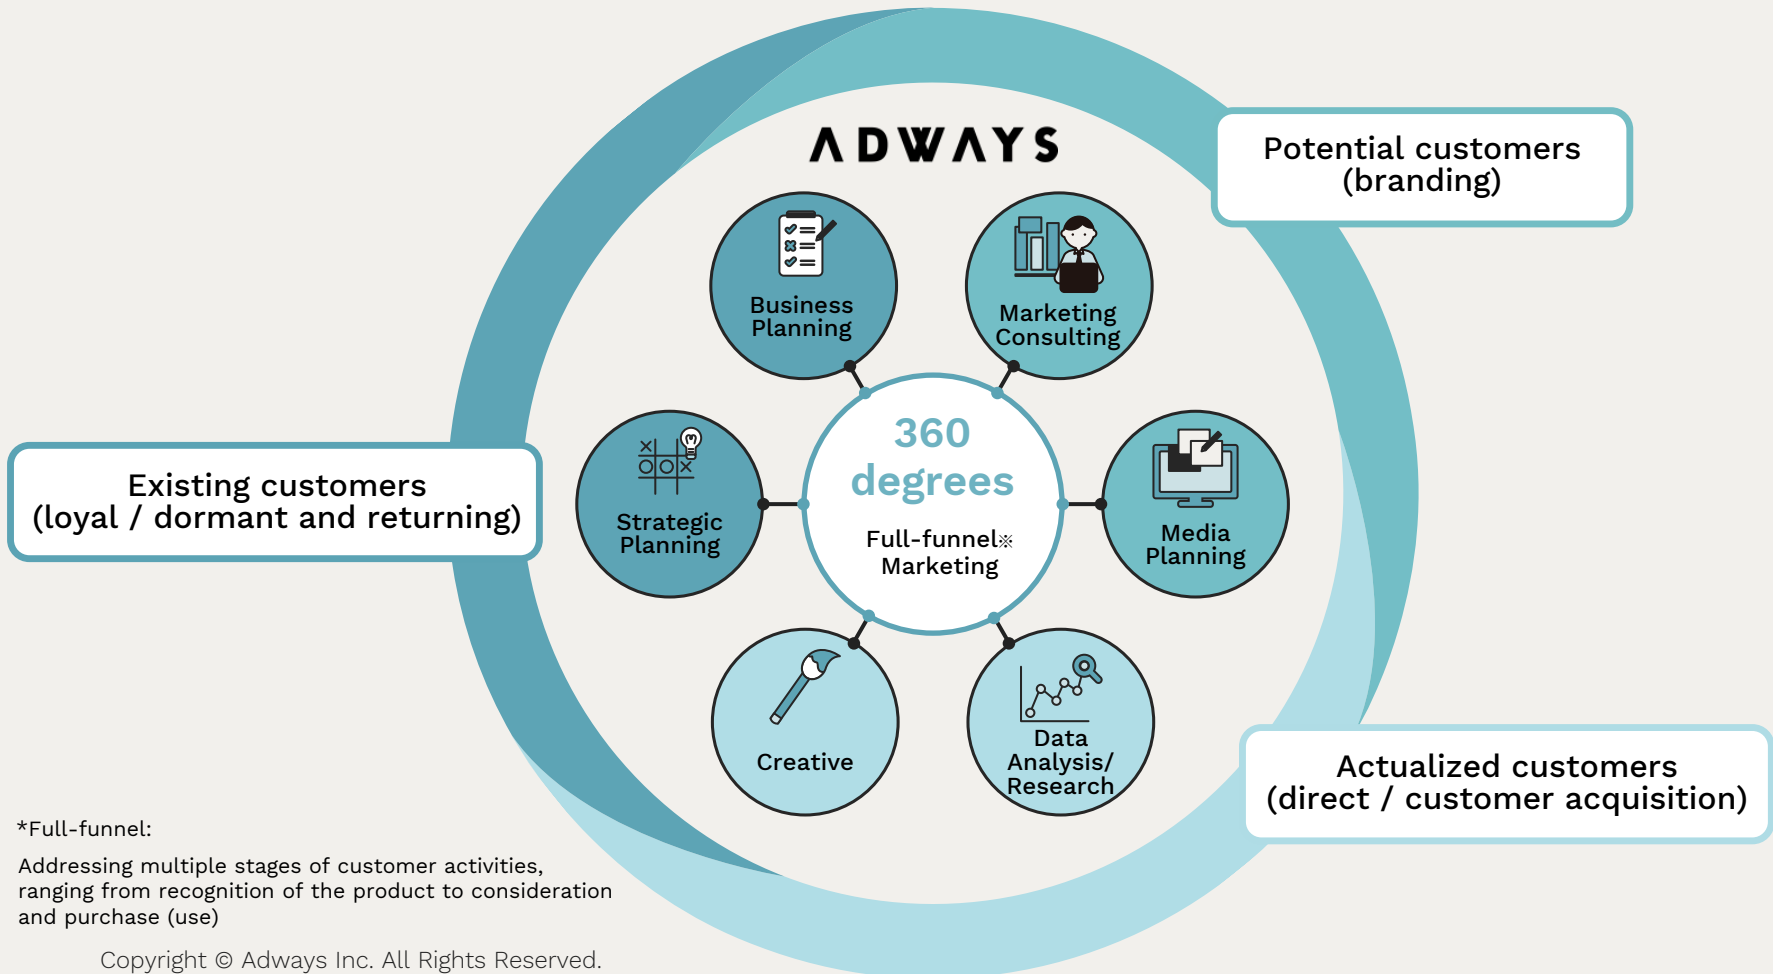 ADWAYS
Potential customers
(branding)
Business
Planning
Marketing
Consulting
360
degrees
Full-funnel※
Marketing
Existing customers
(loyal / dormant and returning)
Strategic
Planning
Media
Planning
Creative
Data
Analysis/
Research
Actualized customers
(direct / customer acquisition)
*Full-funnel:
Addressing multiple stages of customer activities,
ranging from recognition of the product to consideration
and purchase (use)
Copyright © Adways Inc. All Rights Reserved.